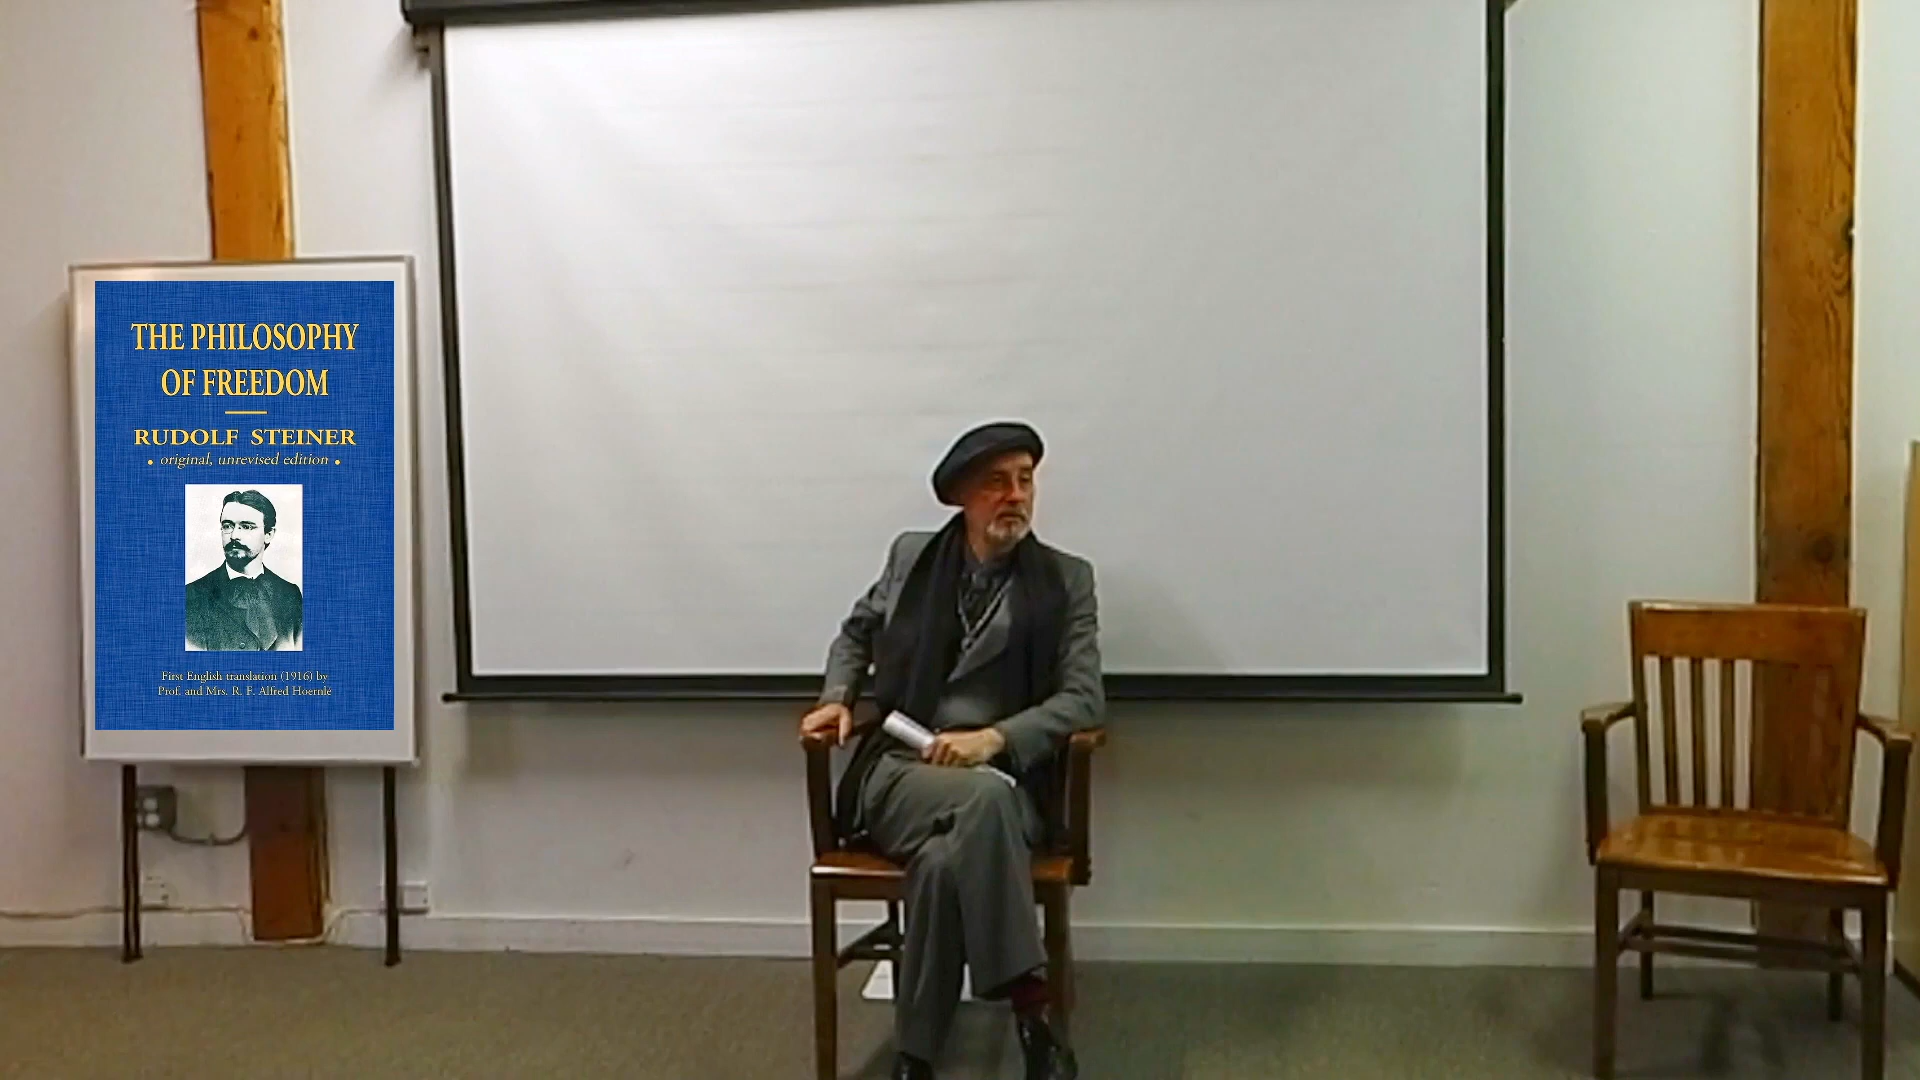 THE PHILOSOPHY
OF FREEDOM
RUDOLF STEINER
• original, unrevised edition •
First English translation (1916) by
Prof. and Mrs. R. F. Alfred Hoernlé